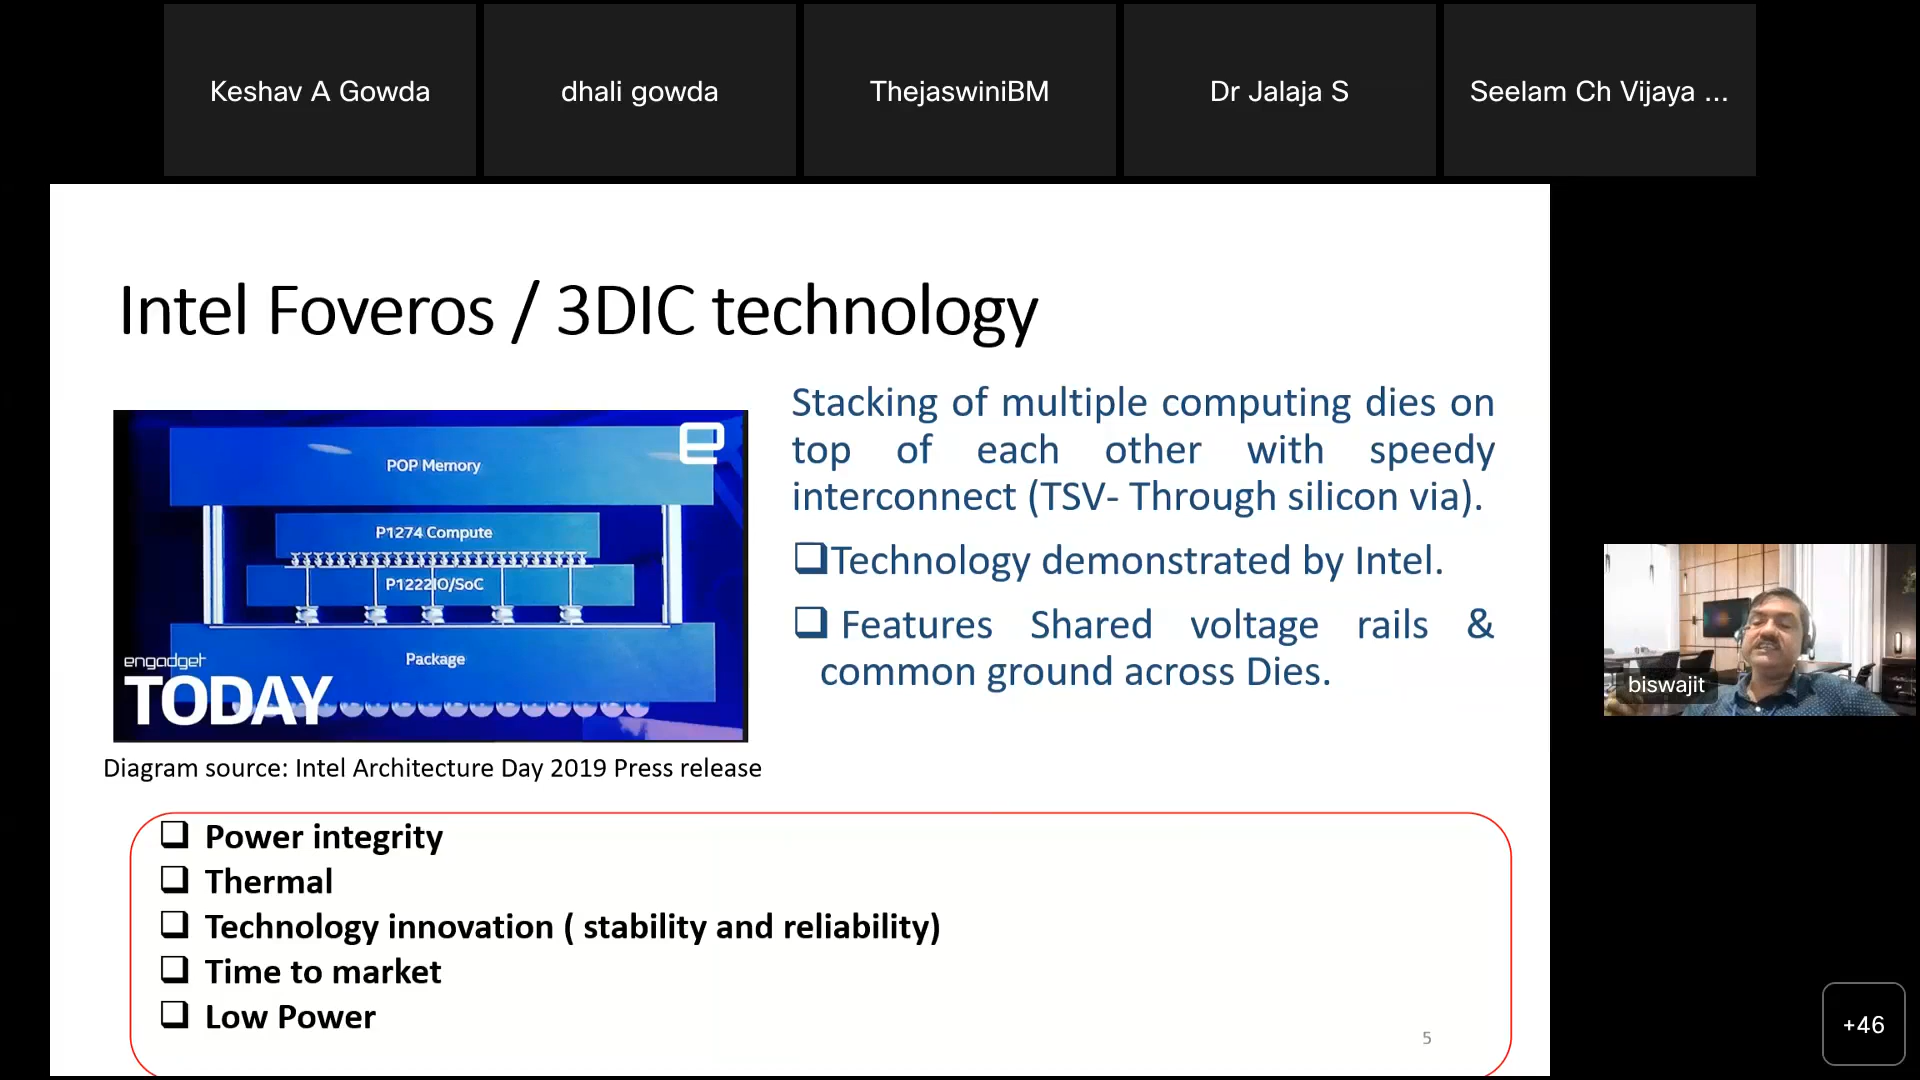 Keshav A Gowda
dhali gowda
ThejaswiniBM
Dr Jalaja S
Seelam Ch Vijaya ...
Intel Foveros / 3DIC technology
POP Memory
P1274 Compute
P1222IO/SoC
Package
engadget
TODAY
Diagram source: Intel Architecture Day 2019 Press release
Stacking of multiple computing dies on
top of each other with speedy
interconnect (TSV- Through silicon via).
Technology demonstrated by Intel.
Features Shared voltage rails &
common ground across Dies.
Power integrity
Thermal
Technology innovation ( stability and reliability)
Time to market
Low Power
5
biswajit
+46